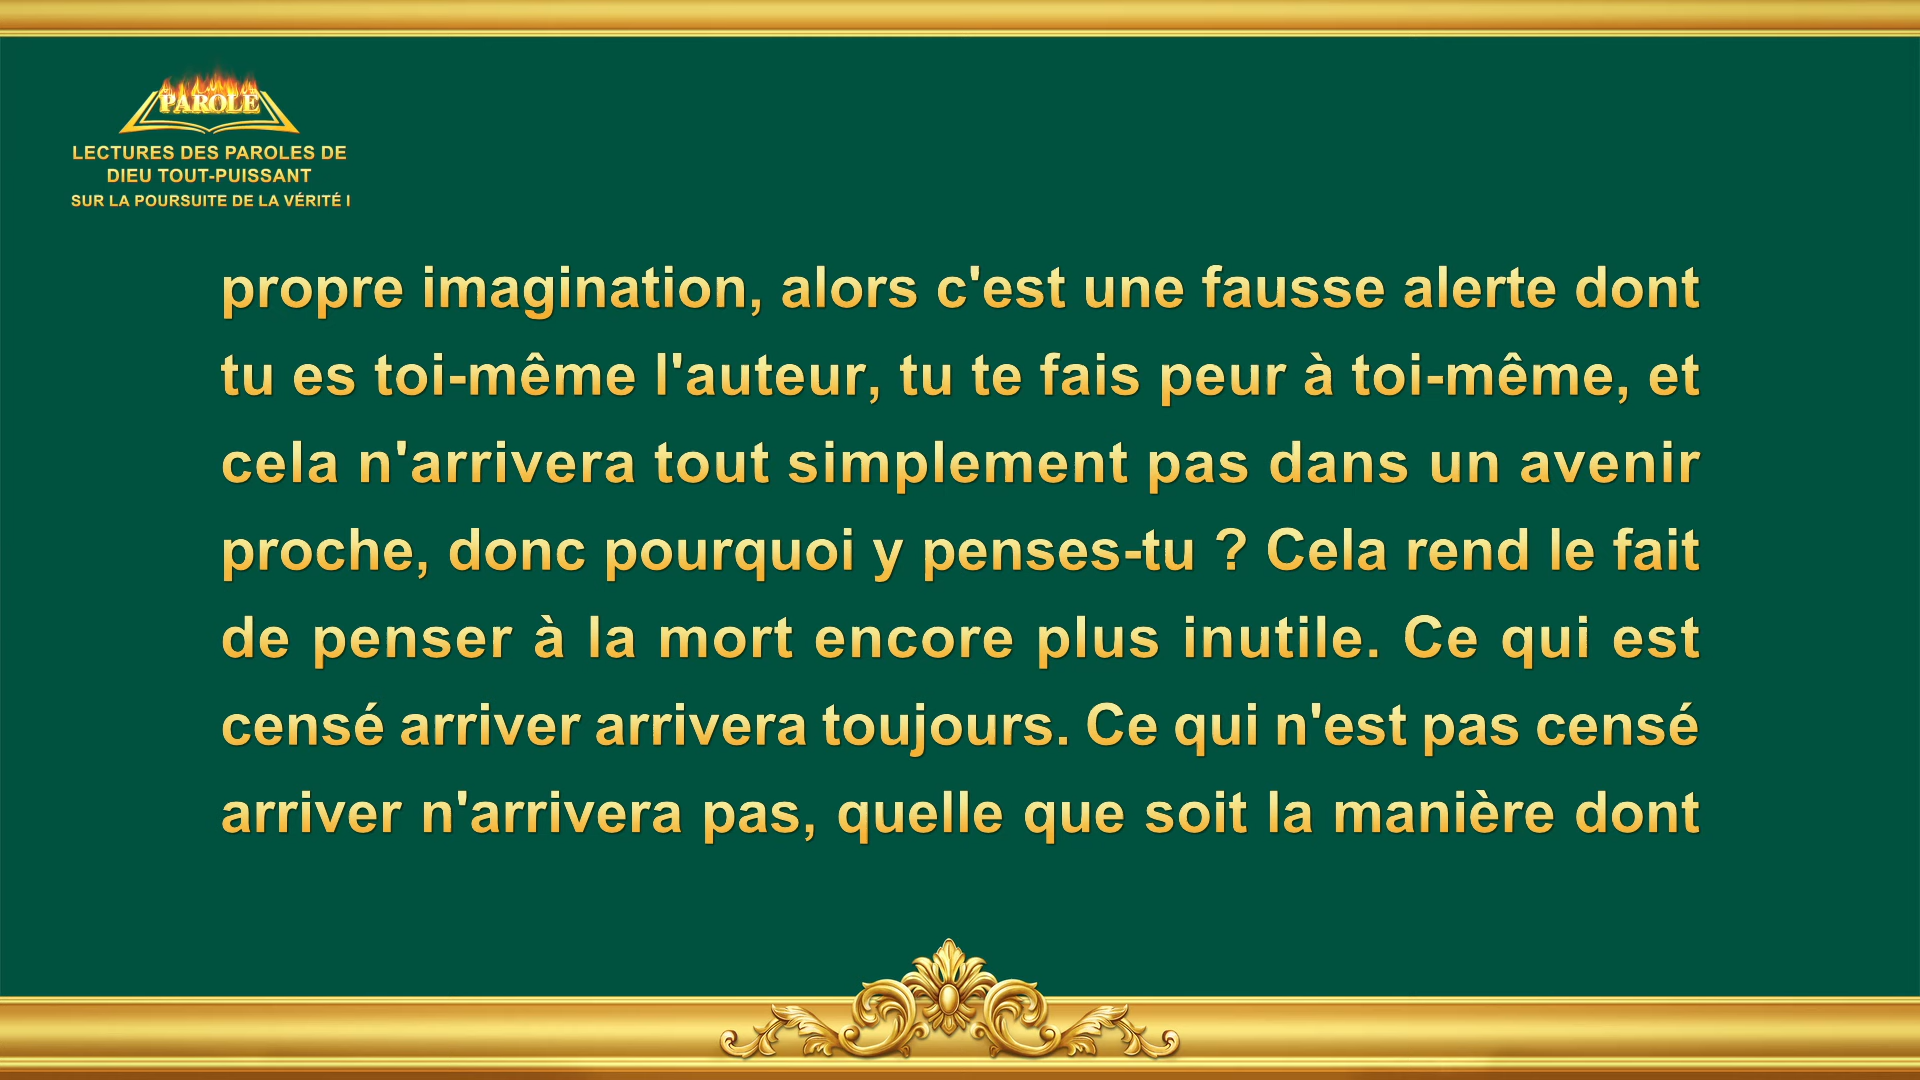 PAROLE
LECTURES DES PAROLES DE
DIEU TOUT-PUISSANT
SUR LA POURSUITE DE LA VÉRITÉ I
propre imagination, alors c'est une fausse alerte dont
tu es toi-même l'auteur, tu te fais peur à toi-même, et
cela n'arrivera tout simplement pas dans un avenir
proche, donc pourquoi y penses-tu ? Cela rend le fait
de penser à la mort encore plus inutile. Ce qui est
censé arriver arrivera toujours. Ce qui n'est pas censé
arriver n'arrivera pas, quelle que soit la manière dont